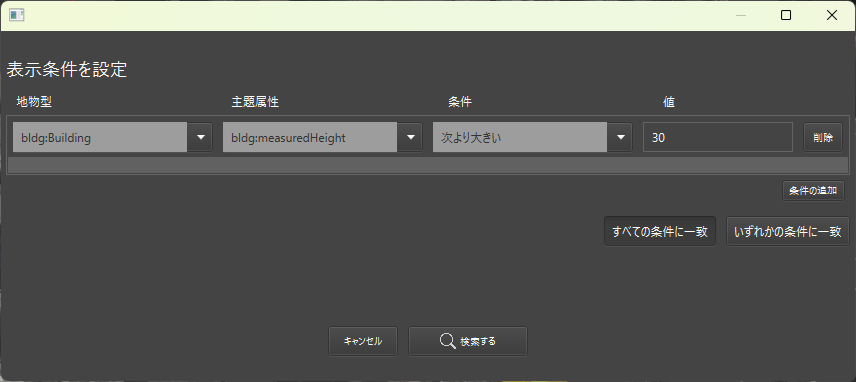 表示条件を設定
地物型 主題属性 条件 値
bldg:Building bldg:measuredHeight 次より大きい 30 削除
条件の追加
すべての条件に一致 いずれかの条件に一致
キャンセル 検索する